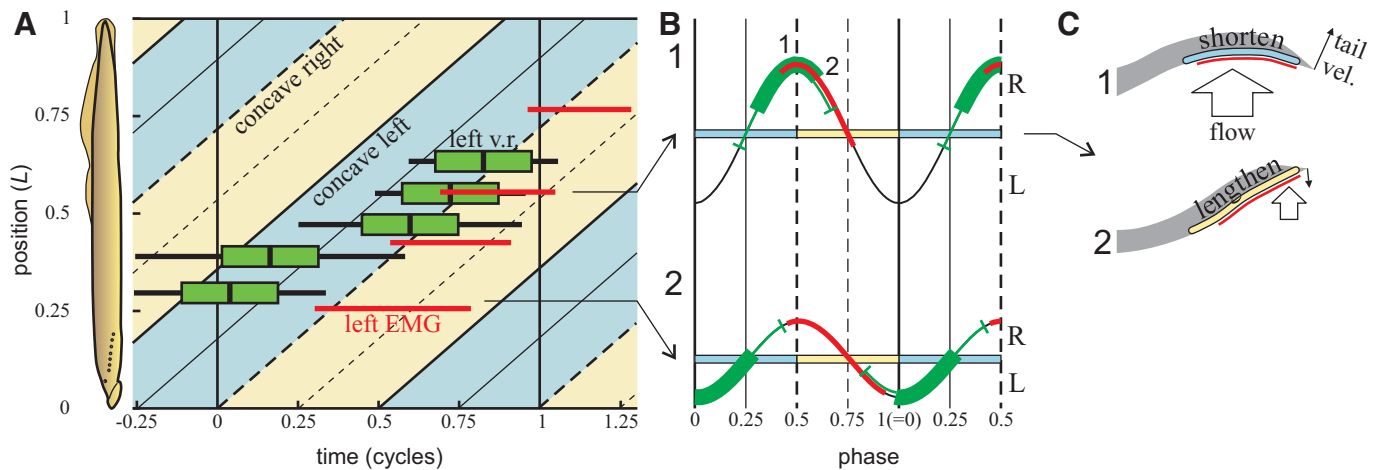 A
position (L)
1
0.75
0.5
0.25
0
concave right
concave left
left v.r.
left EMG
-0.25
0
0.25
0.5
0.75
1
1.25
time (cycles)
B
1
1
2
R
L
2
R
L
0
0.25
0.5
0.75
1(=0)
0.25
0.5
phase
C
1
shorten
tail
vel.
flow
2
lengthen